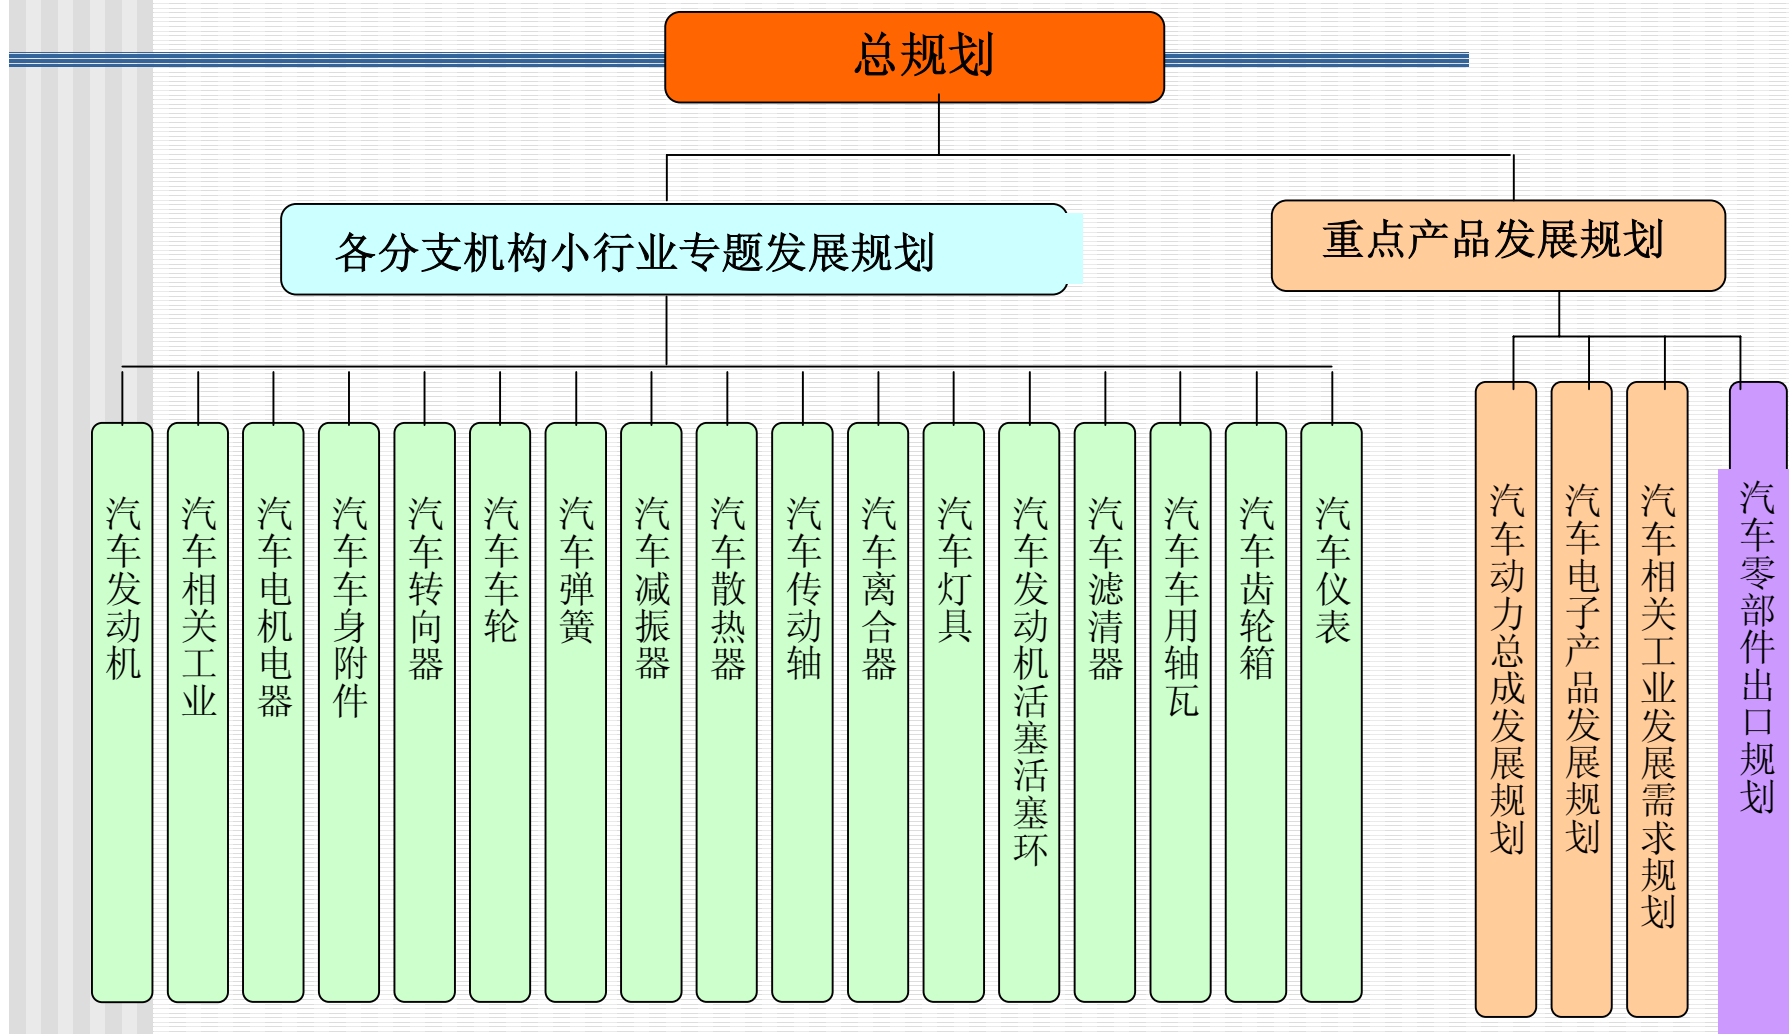 总规划
各分支机构小行业专题发展规划
重点产品发展规划
汽车发动机
汽车相关工业
汽车电机电器
汽车车身附件
汽车转向器
汽车车轮
汽车弹簧
汽车减振器
汽车散热器
汽车传动轴
汽车离合器
汽车灯具
汽车发动机活塞活塞环
汽车滤清器
汽车车用轴瓦
汽车齿轮箱
汽车仪表
汽车动力总成发展规划
汽车电子产品发展规划
汽车相关工业发展需求规划
汽车零部件出口规划